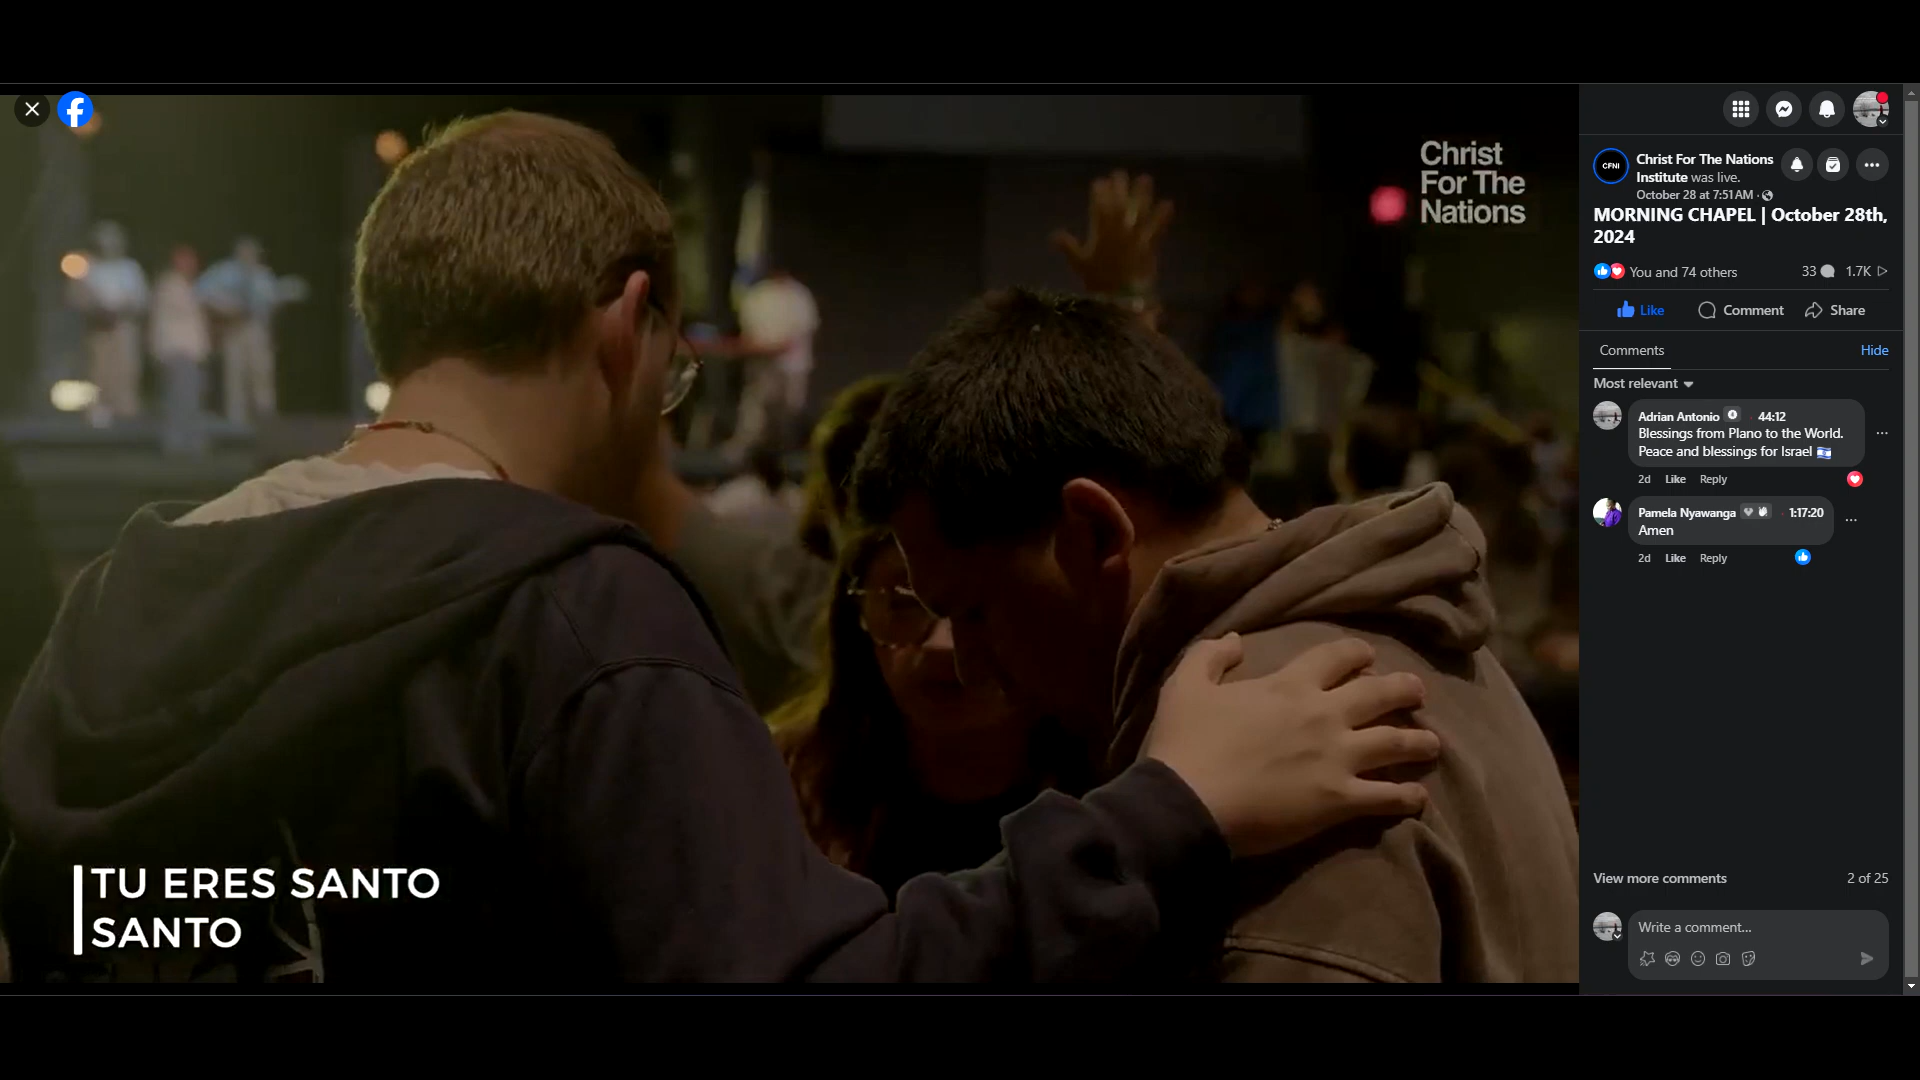 Christ
For The
Nations
TU ERES SANTO
SANTO
CFNI
Christ For The Nations
Institute was live.
October 28 at 7:51 AM ·
MORNING CHAPEL | October 28th,
2024
You and 74 others
33
1.7K
Like
Comment
Share
Comments
Hide
Most relevant
Adrian Antonio · 44:12
Blessings from Plano to the World.
Peace and blessings for Israel 🇮🇱
2d Like Reply
Pamela Nyawanga · 1:17:20
Amen
2d Like Reply
View more comments
2 of 25
Write a comment...